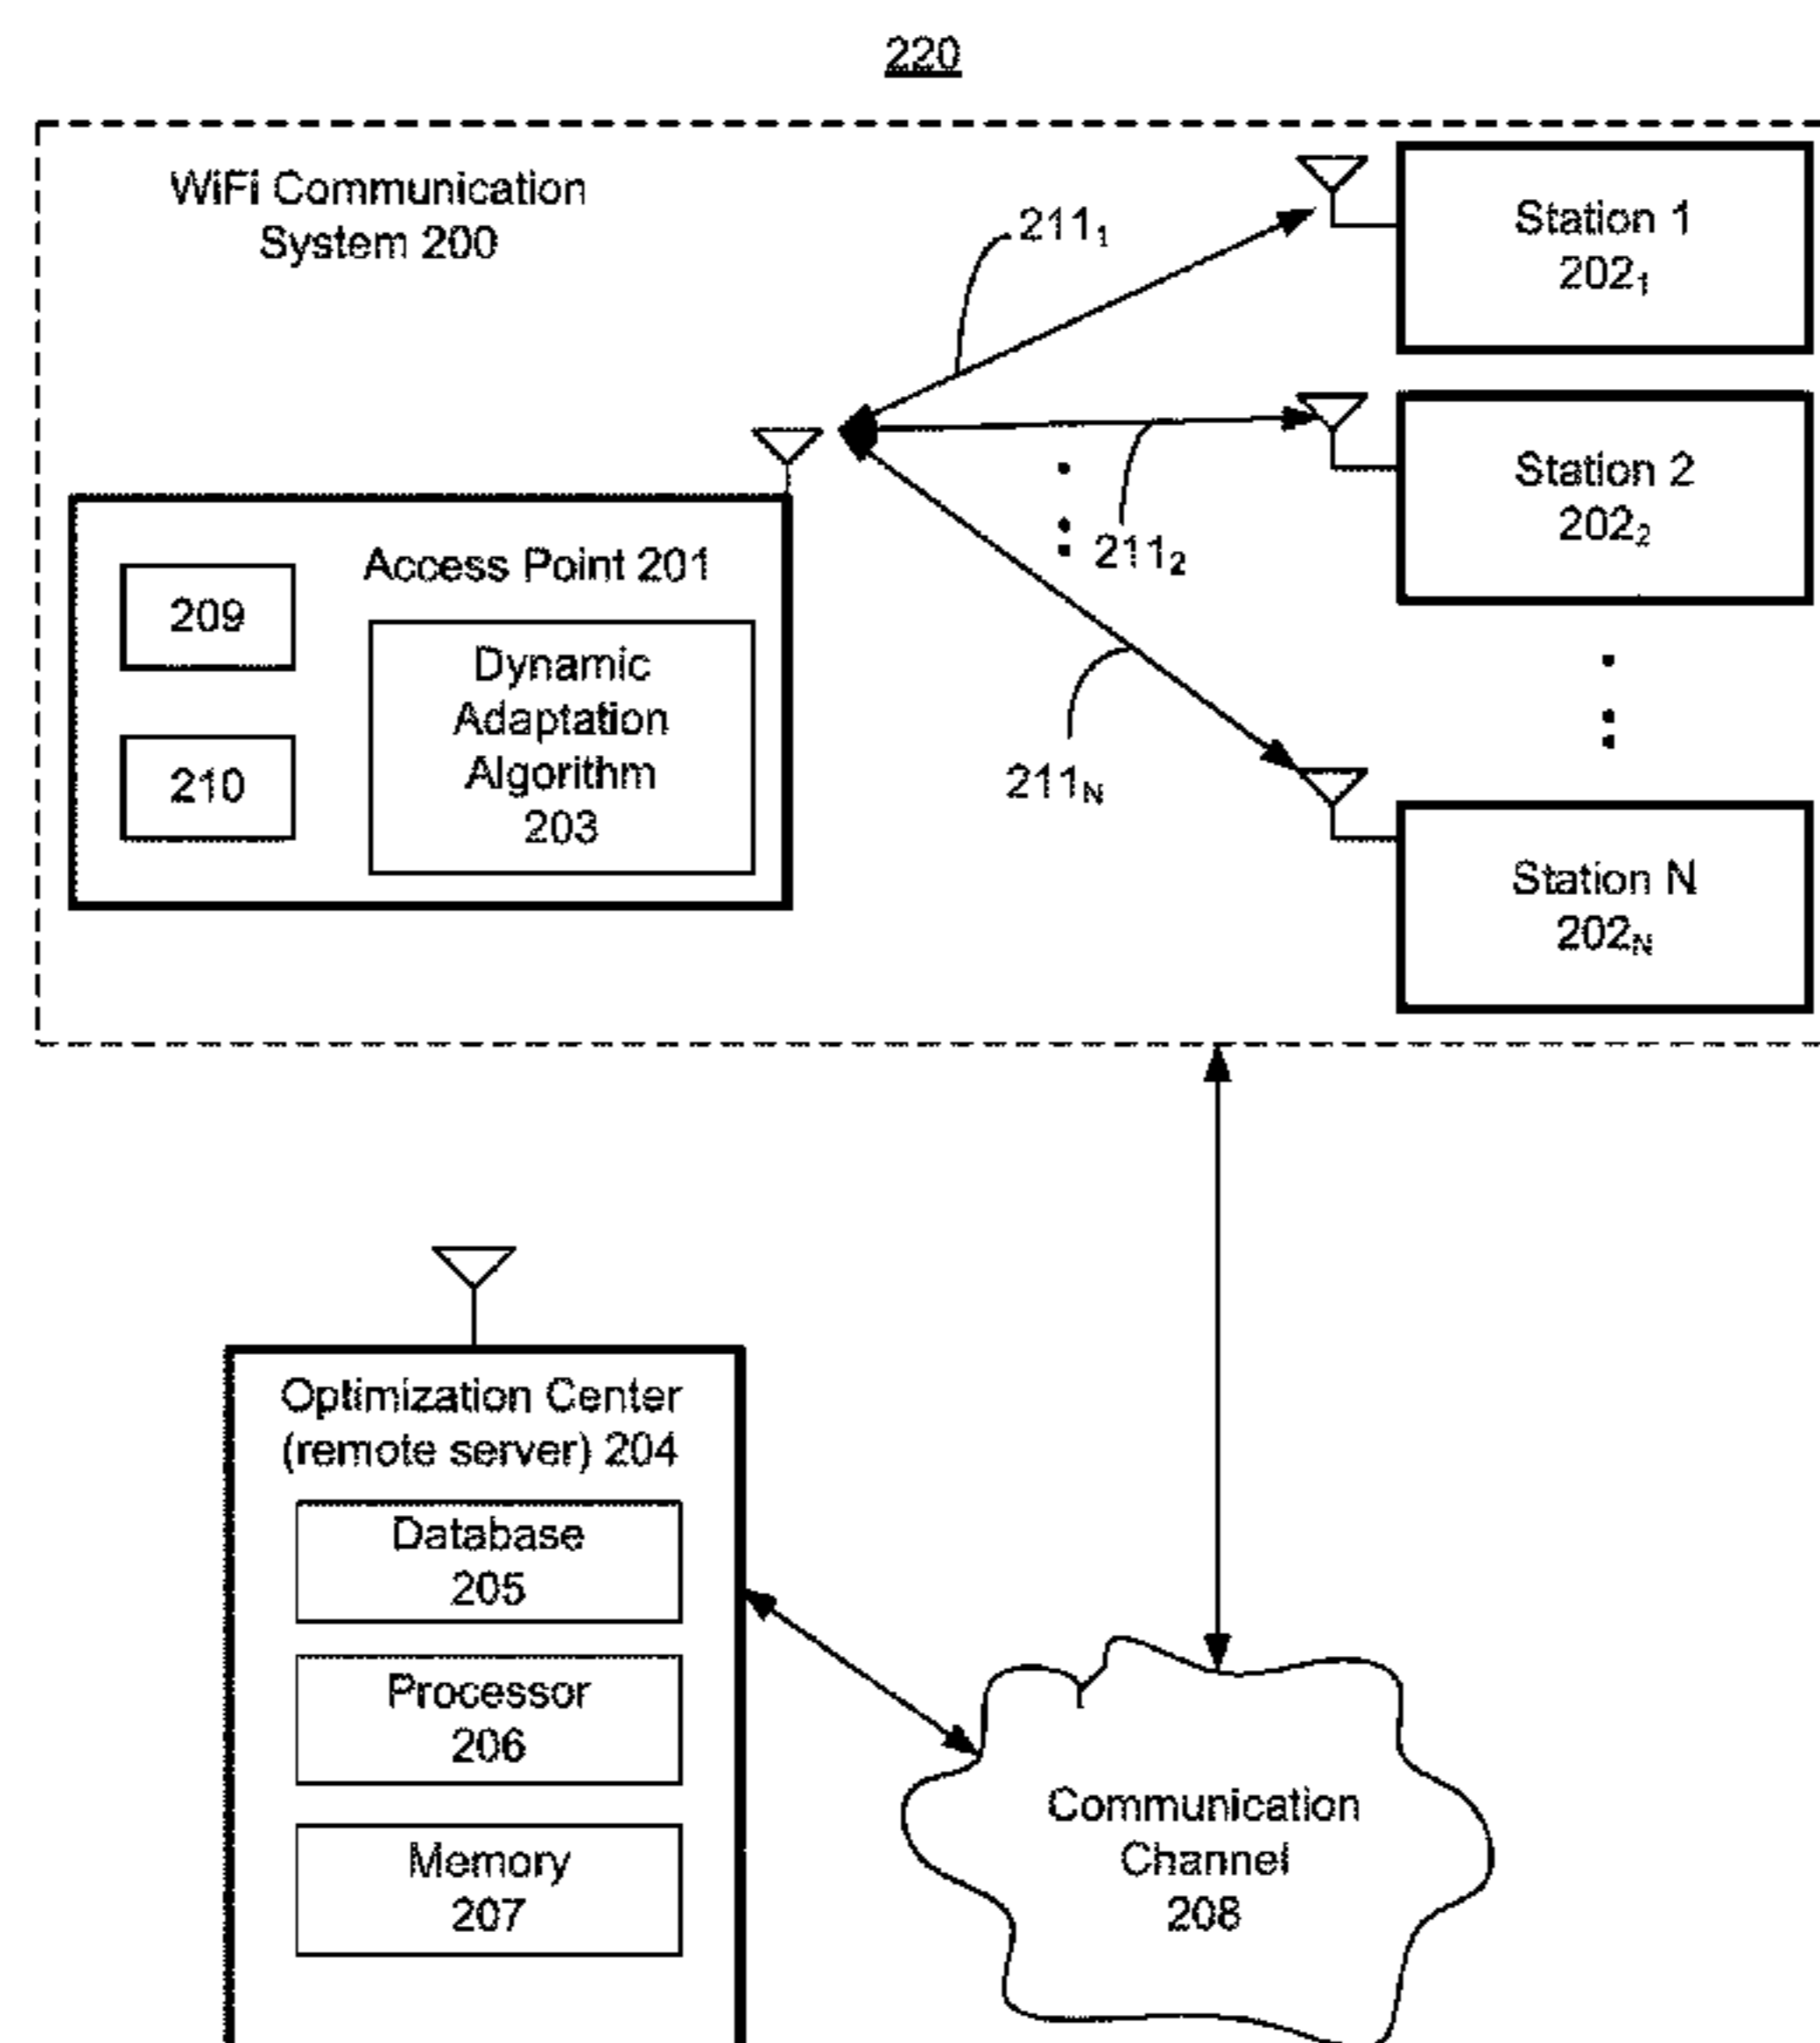 220
WiFi Communication
System 200
211₁
Station 1
202₁
Station 2
202₂
211₂
Access Point 201
209
210
Dynamic
Adaptation
Algorithm
203
211N
Station N
202N
Optimization Center
(remote server) 204
Database
205
Processor
206
Memory
207
Communication
Channel
208